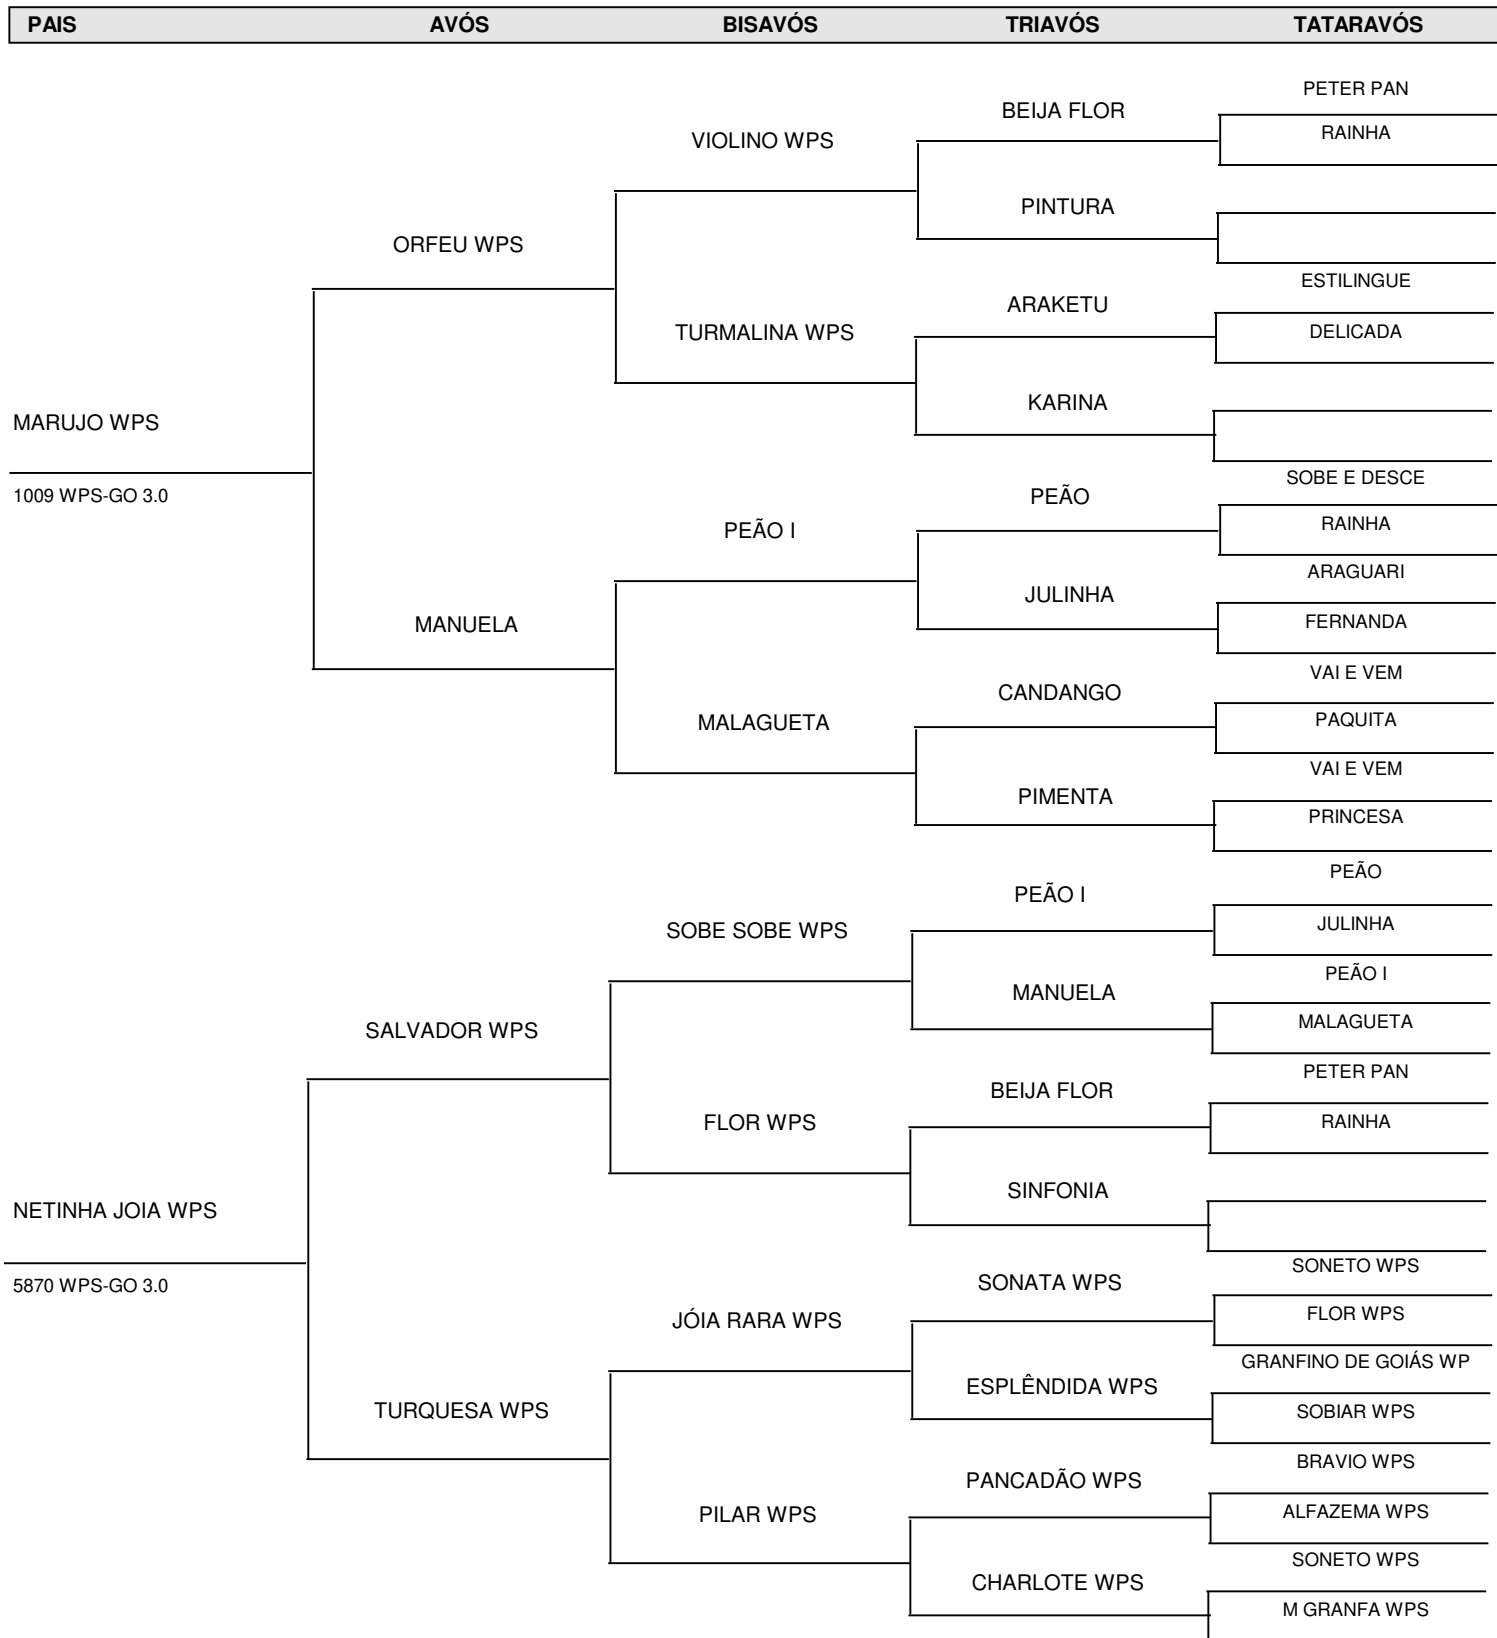 PAIS AVÓS BISAVÓS TRIAVÓS TATARAVÓS
PETER PAN
BEIJA FLOR
RAINHA
VIOLINO WPS
PINTURA
ORFEU WPS
ESTILINGUE
ARAKETU
DELICADA
TURMALINA WPS
KARINA
MARUJO WPS
SOBE E DESCE
1009 WPS-GO 3.0
PEÃO
RAINHA
PEÃO I
ARAGUARI
JULINHA
FERNANDA
MANUELA
VAI E VEM
CANDANGO
PAQUITA
MALAGUETA
VAI E VEM
PIMENTA
PRINCESA
PEÃO
PEÃO I
JULINHA
SOBE SOBE WPS
PEÃO I
MANUELA
MALAGUETA
SALVADOR WPS
PETER PAN
BEIJA FLOR
RAINHA
FLOR WPS
SINFONIA
NETINHA JOIA WPS
SONETO WPS
5870 WPS-GO 3.0
SONATA WPS
FLOR WPS
JÓIA RARA WPS
GRANFINO DE GOIÁS WP
ESPLÊNDIDA WPS
SOBIAR WPS
TURQUESA WPS
BRAVIO WPS
PANCADÃO WPS
ALFAZEMA WPS
PILAR WPS
SONETO WPS
CHARLOTE WPS
M GRANFA WPS